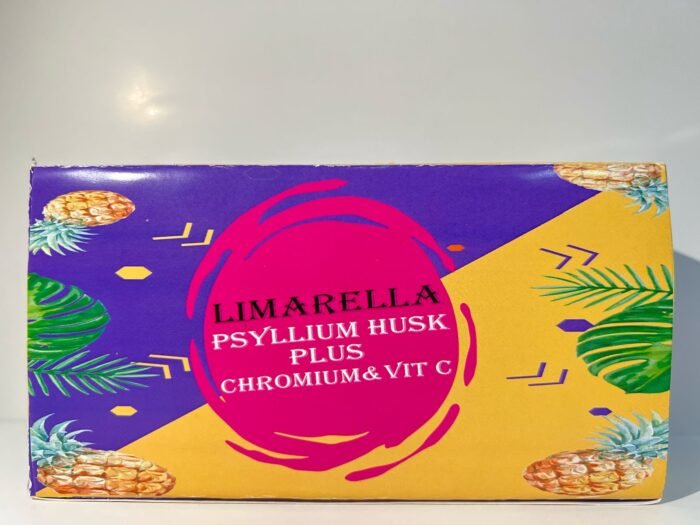 LIMARELLA
PSYLLIUM HUSK
PLUS
CHROMIUM & VIT C